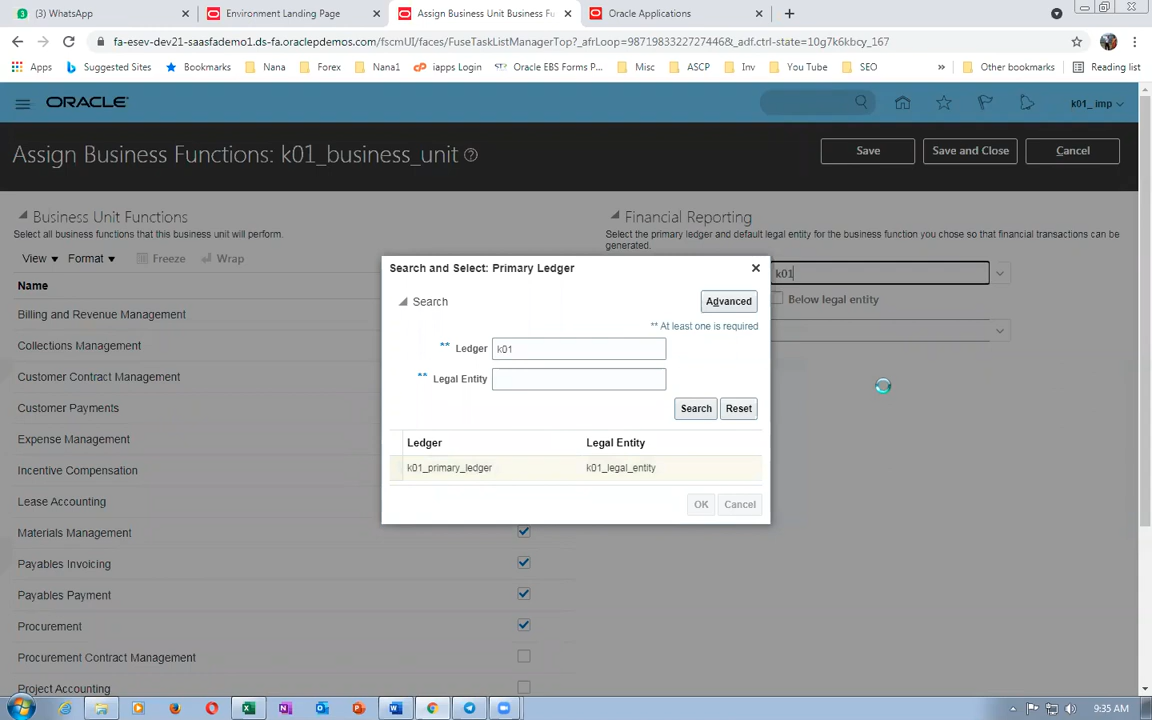 (3) WhatsApp
Environment Landing Page
Assign Business Unit Business Fu
Oracle Applications
fa-esev-dev21-saasfademo1.ds-fa.oraclepdemos.com/fscmUI/faces/FuseTaskListManagerTop?_afrLoop=9871983322727446&_adf.ctrl-state=10g7k6kbcy_167
Apps
Suggested Sites
Bookmarks
Nana
Forex
Nana1
iapps Login
Oracle EBS Forms P...
Misc
ASCP
Inv
You Tube
SEO
»
Other bookmarks
Reading list
ORACLE
k01_ imp
Assign Business Functions: k01_business_unit
Save
Save and Close
Cancel
Business Unit Functions
Select all business functions that this business unit will perform.
View
Format
Freeze
Wrap
Name
Billing and Revenue Management
Collections Management
Customer Contract Management
Customer Payments
Expense Management
Incentive Compensation
Lease Accounting
Materials Management
Payables Invoicing
Payables Payment
Procurement
Procurement Contract Management
Project Accounting
Financial Reporting
Select the primary ledger and default legal entity for the business function you chose so that financial transactions can be
generated.
k01
Below legal entity
Search and Select: Primary Ledger
Search
Advanced
** At least one is required
** Ledger k01
** Legal Entity
Search
Reset
Ledger
Legal Entity
k01_primary_ledger
k01_legal_entity
OK
Cancel
9:35 AM